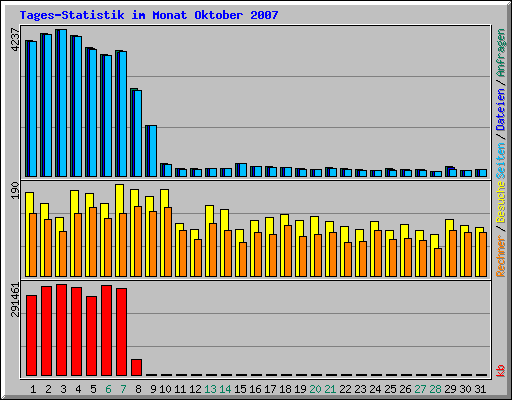 Tages-Statistik im Monat Oktober 2007
4237
190
291461
Rechner / Besuche Seiten / Dateien / Anfragen
kb
1 2 3 4 5 6 7 8 9 10 11 12 13 14 15 16 17 18 19 20 21 22 23 24 25 26 27 28 29 30 31